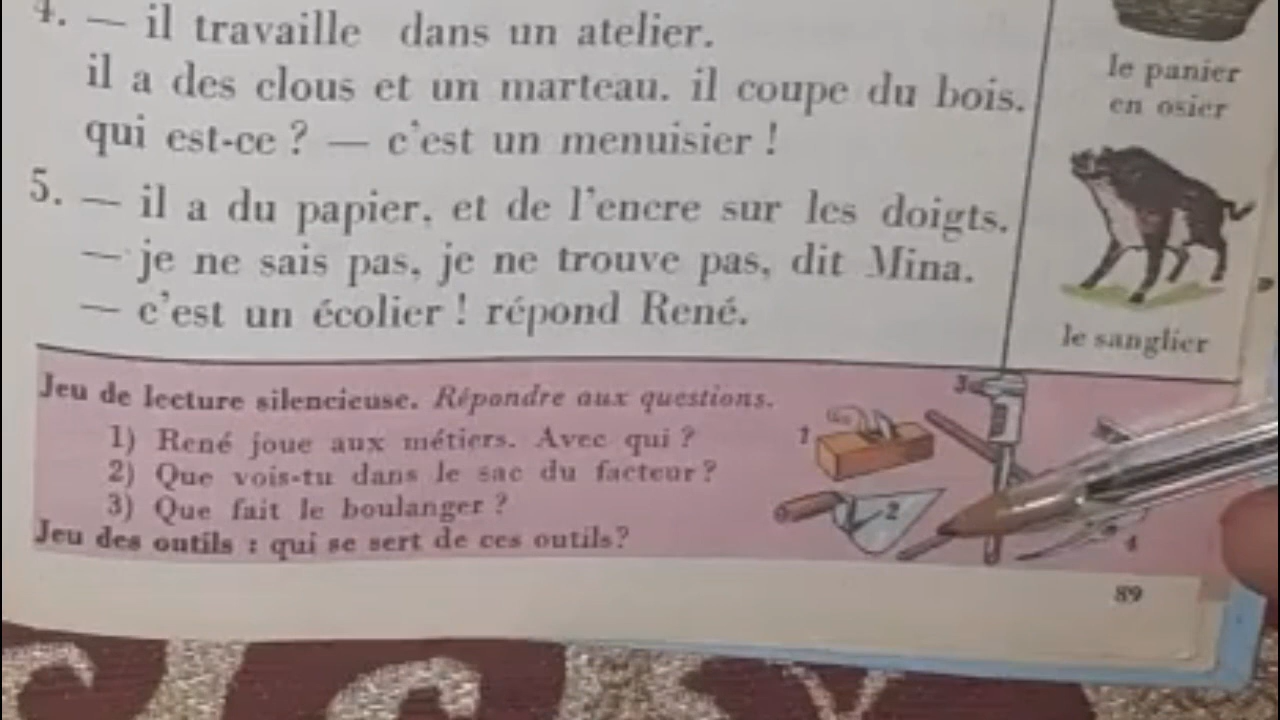 4. — il travaille dans un atelier.
il a des clous et un marteau. il coupe du bois.
qui est-ce ? — c'est un menuisier !
5. — il a du papier, et de l'encre sur les doigts.
— je ne sais pas, je ne trouve pas, dit Mina.
— c'est un écolier ! répond René.
le panier
en osier
le sanglier
Jeu de lecture silencieuse. Répondre aux questions.
1) René joue aux métiers. Avec qui ?
2) Que vois-tu dans le sac du facteur ?
3) Que fait le boulanger ?
Jeu des outils : qui se sert de ces outils?
1
2
3
4
89